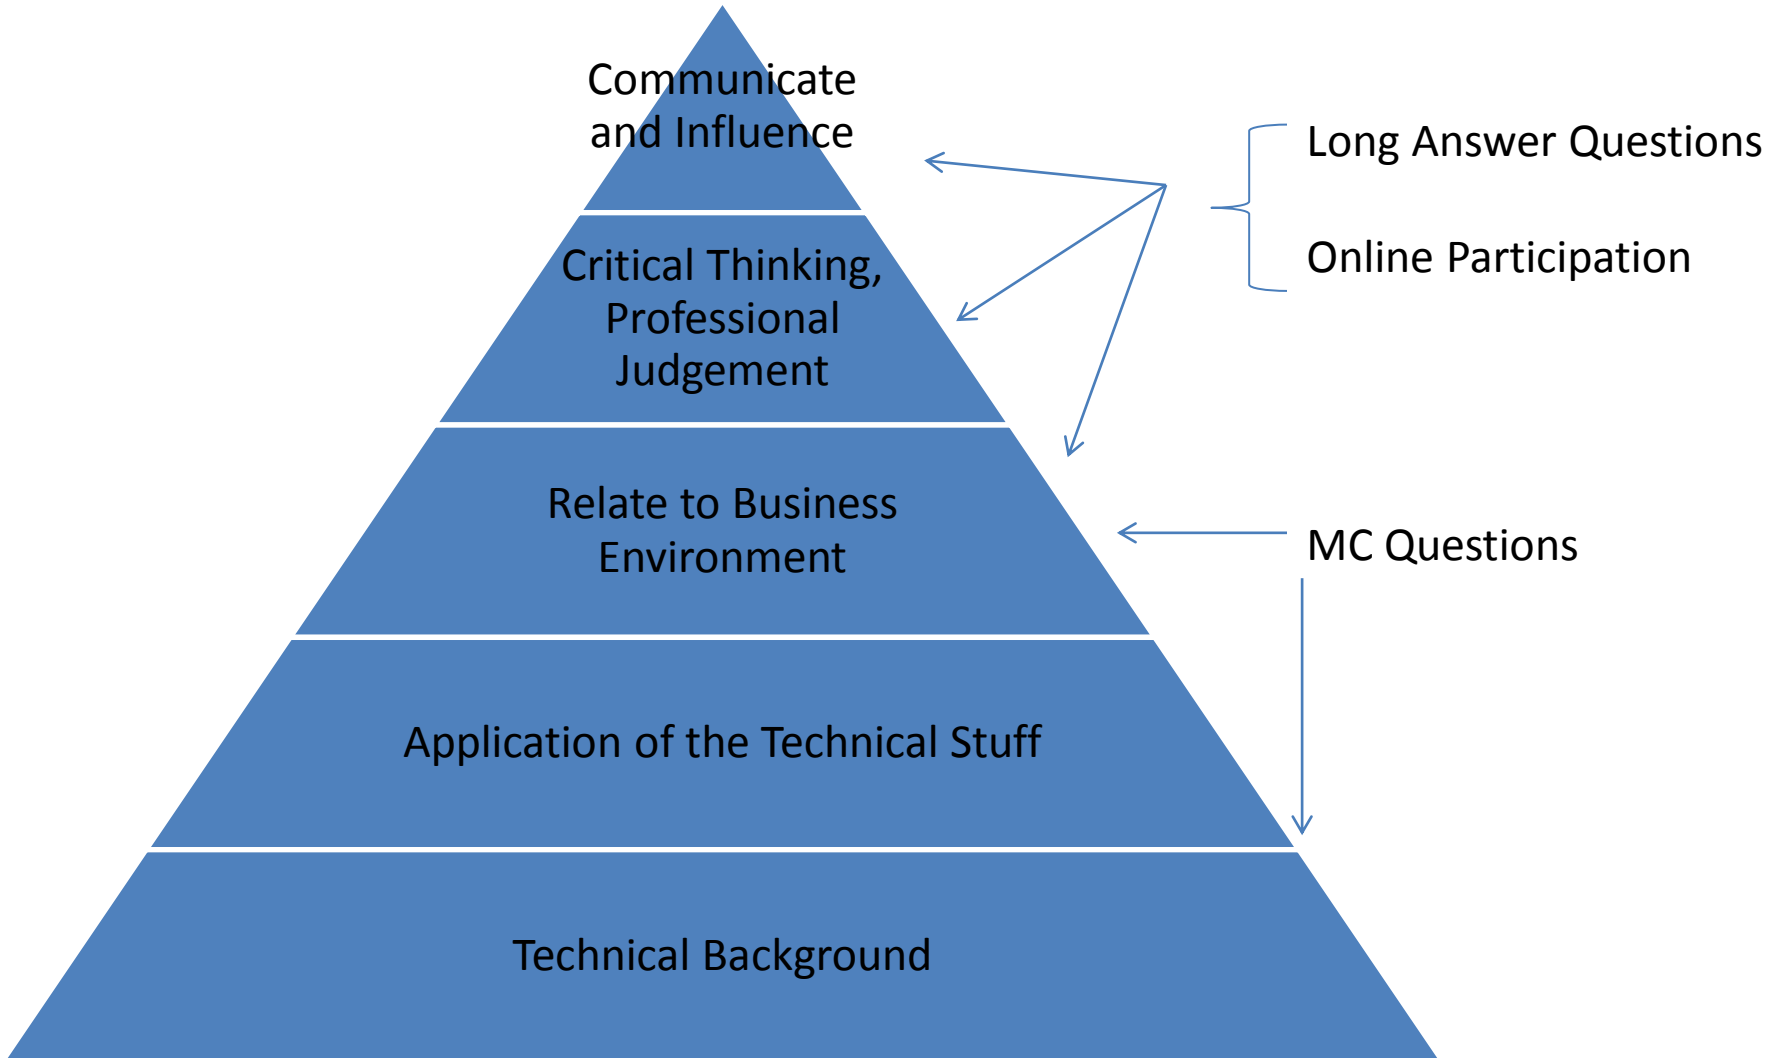 Communicate
and Influence
Critical Thinking,
Professional
Judgement
Relate to Business
Environment
Application of the Technical Stuff
Technical Background
Long Answer Questions
Online Participation
MC Questions